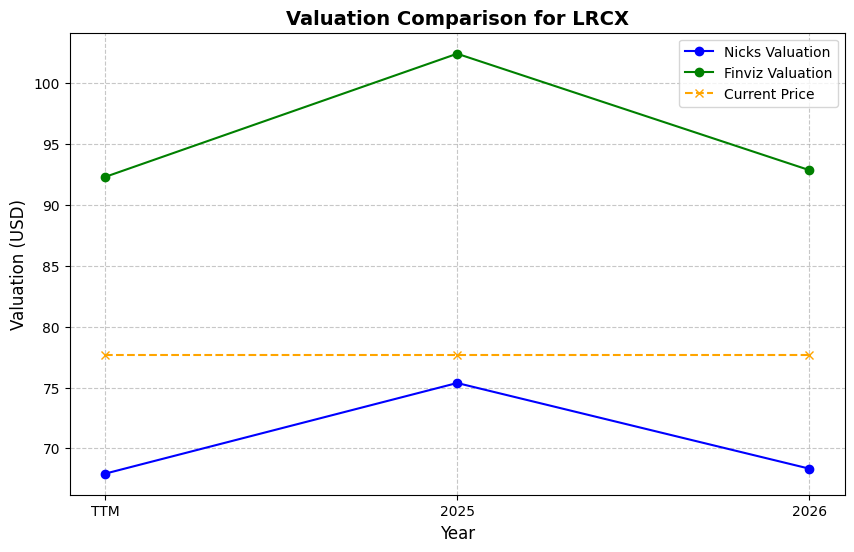 Valuation Comparison for LRCX
Nicks Valuation
Finviz Valuation
Current Price
Valuation (USD)
100
95
90
85
80
75
70
TTM
2025
2026
Year